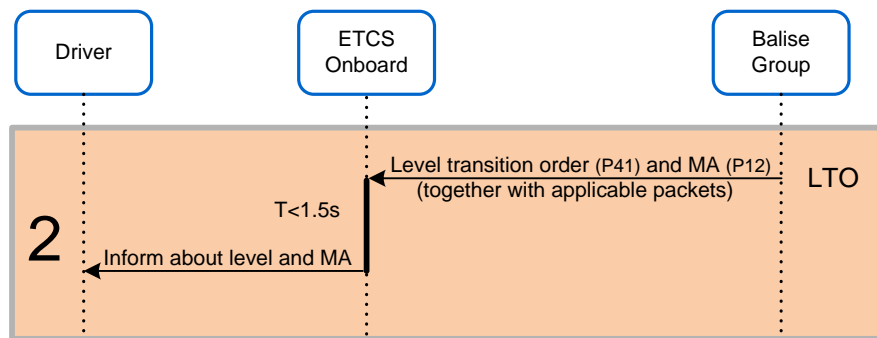 Driver
ETCS
Onboard
Balise
Group
Level transition order (P41) and MA (P12)
(together with applicable packets)
LTO
T<1.5s
2
Inform about level and MA